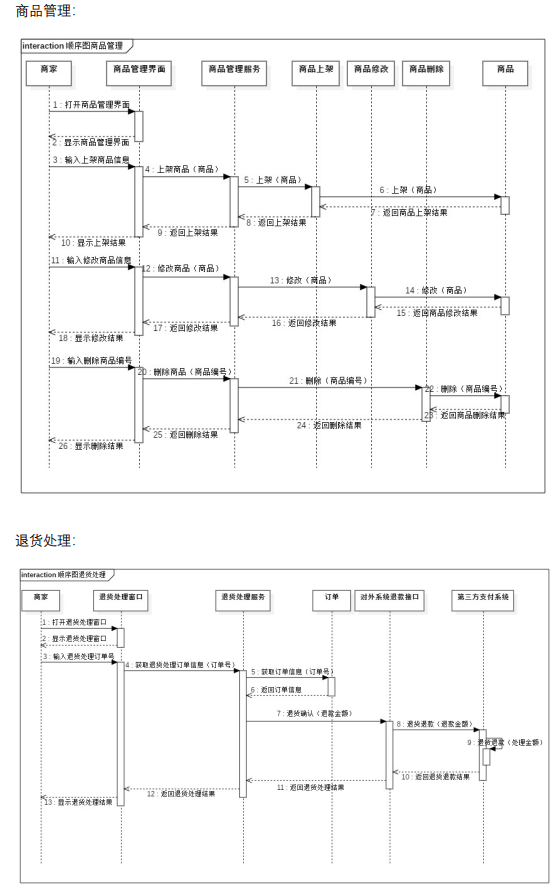 商品管理:
interaction 顺序图商品管理
商家
商品管理界面
商品管理服务
商品上架
商品修改
商品删除
商品
1 : 打开商品管理界面
2 : 显示商品管理界面
3 : 输入上架商品信息
4 : 上架商品（商品）
5 : 上架（商品）
6 : 上架（商品）
7 : 返回商品上架结果
8 : 返回上架结果
9 : 返回上架结果
10 : 显示上架结果
11 : 输入修改商品信息
12 : 修改商品（商品）
13 : 修改（商品）
14 : 修改（商品）
15 : 返回商品修改结果
16 : 返回修改结果
17 : 返回修改结果
18 : 显示修改结果
19 : 输入删除商品编号
20 : 删除商品（商品编号）
21 : 删除（商品编号）
22 : 删除（商品编号）
23 : 返回商品删除结果
24 : 返回删除结果
25 : 返回删除结果
26 : 显示删除结果
退货处理:
interaction 顺序图退货处理
商家
退货处理窗口
退货处理服务
订单
对外系统退款接口
第三方支付系统
1 : 打开退货处理窗口
2 : 显示退货处理窗口
3 : 输入退货处理订单号
4 : 获取退货处理订单信息（订单号）
5 : 获取订单信息（订单号）
6 : 返回订单信息
7 : 退货确认（退款金额）
8 : 退货退款（退款金额）
9 : 退货退款（处理金额）
10 : 返回退货退款结果
11 : 返回退货处理结果
12 : 返回退货处理结果
13 : 显示退货处理结果